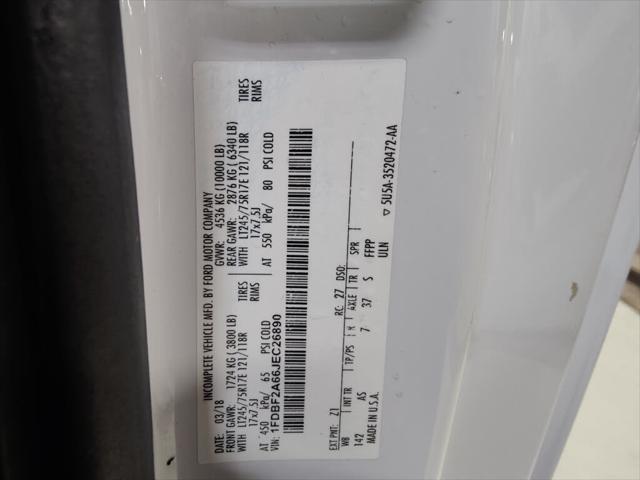 INCOMPLETE VEHICLE MFD. BY FORD MOTOR COMPANY
DATE: 03/18 GVWR: 4536 KG (10000 LB)
FRONT GAWR: 1724 KG (3800 LB) REAR GAWR: 2876 KG (6340 LB)
WITH LT245/75R17E 121/118R TIRES WITH LT245/75R17E 121/118R TIRES
17x7.5J RIMS 17x7.5J RIMS
AT 450 kPa/ 65 PSI COLD AT 550 kPa/ 80 PSI COLD
VIN: 1FDBF2A66JEC26890
EXT PNT: Z1 RC: 27 DSO:
WB INT TR TP/PS H AXLE TR SPR
142 AS 7 37 S FFPP
MADE IN U.S.A. ULN
▽ 5U5A-3520472-AA